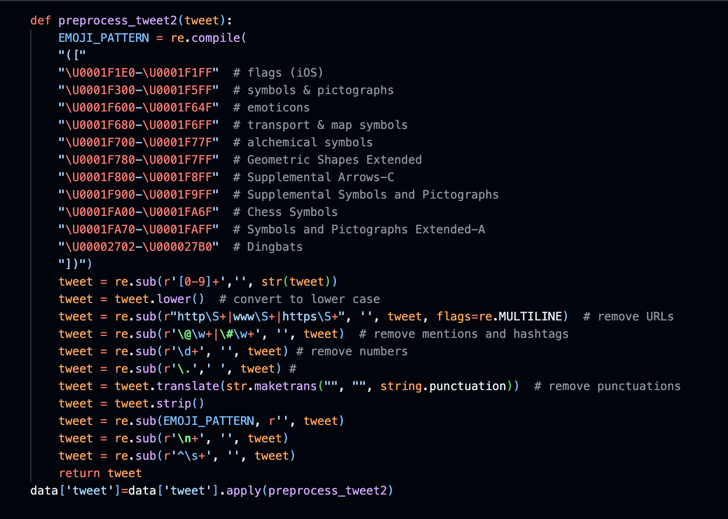 def preprocess_tweet2(tweet):
    EMOJI_PATTERN = re.compile(
    "(["
    "\U0001F1E0-\U0001F1FF"  # flags (iOS)
    "\U0001F300-\U0001F5FF"  # symbols & pictographs
    "\U0001F600-\U0001F64F"  # emoticons
    "\U0001F680-\U0001F6FF"  # transport & map symbols
    "\U0001F700-\U0001F77F"  # alchemical symbols
    "\U0001F780-\U0001F7FF"  # Geometric Shapes Extended
    "\U0001F800-\U0001F8FF"  # Supplemental Arrows-C
    "\U0001F900-\U0001F9FF"  # Supplemental Symbols and Pictographs
    "\U0001FA00-\U0001FA6F"  # Chess Symbols
    "\U0001FA70-\U0001FAFF"  # Symbols and Pictographs Extended-A
    "\U00002702-\U000027B0"  # Dingbats
    "])")
    tweet = re.sub(r'[0-9]+','', str(tweet))
    tweet = tweet.lower()  # convert to lower case
    tweet = re.sub(r"http\S+|www\S+|https\S+", '', tweet, flags=re.MULTILINE)  # remove URLs
    tweet = re.sub(r'\@\w+|\#\w+', '', tweet)  # remove mentions and hashtags
    tweet = re.sub(r'\d+', '', tweet) # remove numbers
    tweet = re.sub(r'\.',' ', tweet) #
    tweet = tweet.translate(str.maketrans("", "", string.punctuation))  # remove punctuations
    tweet = tweet.strip()
    tweet = re.sub(EMOJI_PATTERN, r'', tweet)
    tweet = re.sub(r'\n+', '', tweet)
    tweet = re.sub(r'^\s+', '', tweet)
    return tweet
data['tweet']=data['tweet'].apply(preprocess_tweet2)